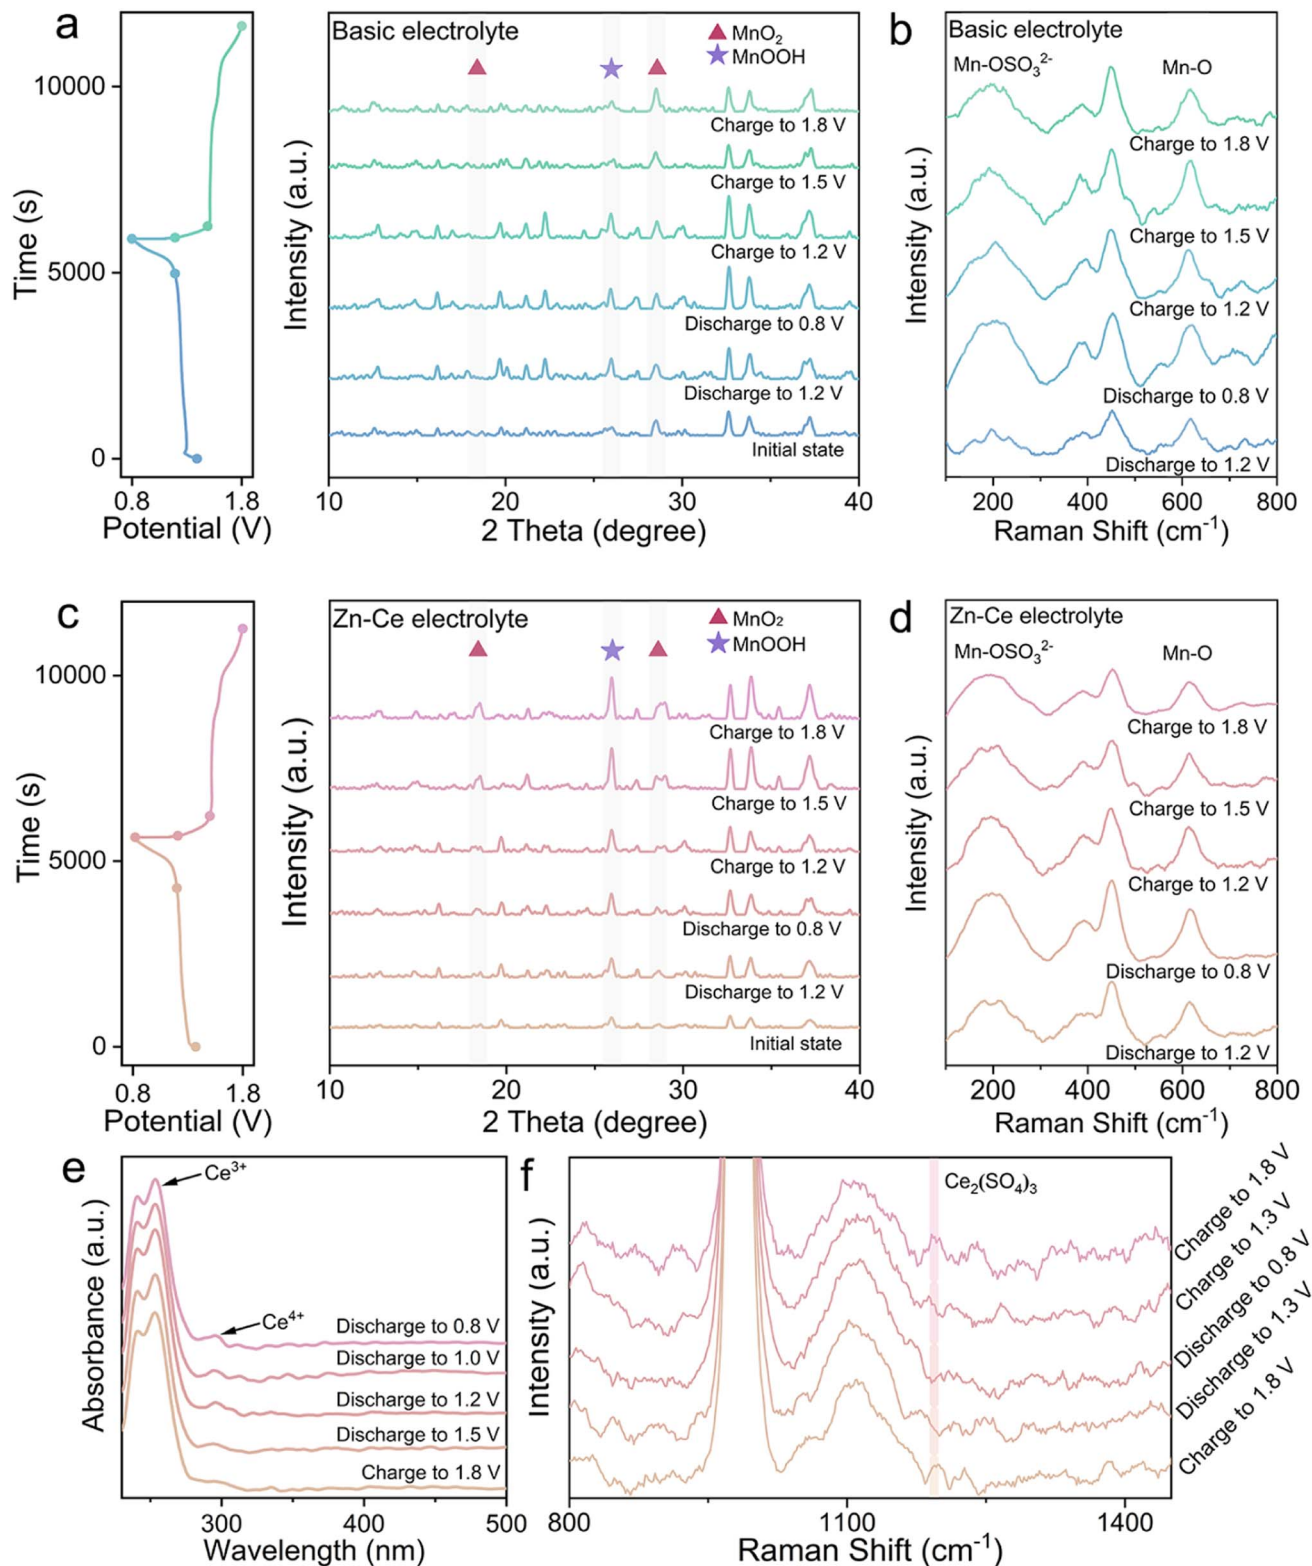 a
10000
5000
0
Time (s)
0.8 1.8
Potential (V)
Basic electrolyte
MnO₂
MnOOH
Charge to 1.8 V
Charge to 1.5 V
Charge to 1.2 V
Discharge to 0.8 V
Discharge to 1.2 V
Initial state
Intensity (a.u.)
10 20 30 40
2 Theta (degree)
b
Basic electrolyte
Mn-OSO₃²⁻ Mn-O
Charge to 1.8 V
Charge to 1.5 V
Charge to 1.2 V
Discharge to 0.8 V
Discharge to 1.2 V
Intensity (a.u.)
200 400 600 800
Raman Shift (cm⁻¹)
c
10000
5000
0
Time (s)
0.8 1.8
Potential (V)
Zn-Ce electrolyte
MnO₂
MnOOH
Charge to 1.8 V
Charge to 1.5 V
Charge to 1.2 V
Discharge to 0.8 V
Discharge to 1.2 V
Initial state
Intensity (a.u.)
10 20 30 40
2 Theta (degree)
d
Zn-Ce electrolyte
Mn-OSO₃²⁻ Mn-O
Charge to 1.8 V
Charge to 1.5 V
Charge to 1.2 V
Discharge to 0.8 V
Discharge to 1.2 V
Intensity (a.u.)
200 400 600 800
Raman Shift (cm⁻¹)
e
Ce³⁺
Ce⁴⁺
Discharge to 0.8 V
Discharge to 1.0 V
Discharge to 1.2 V
Discharge to 1.5 V
Charge to 1.8 V
Absorbance (a.u.)
300 400 500
Wavelength (nm)
f
Ce₂(SO₄)₃
Charge to 1.8 V
Charge to 1.3 V
Discharge to 0.8 V
Discharge to 1.3 V
Charge to 1.8 V
Intensity (a.u.)
800 1100 1400
Raman Shift (cm⁻¹)